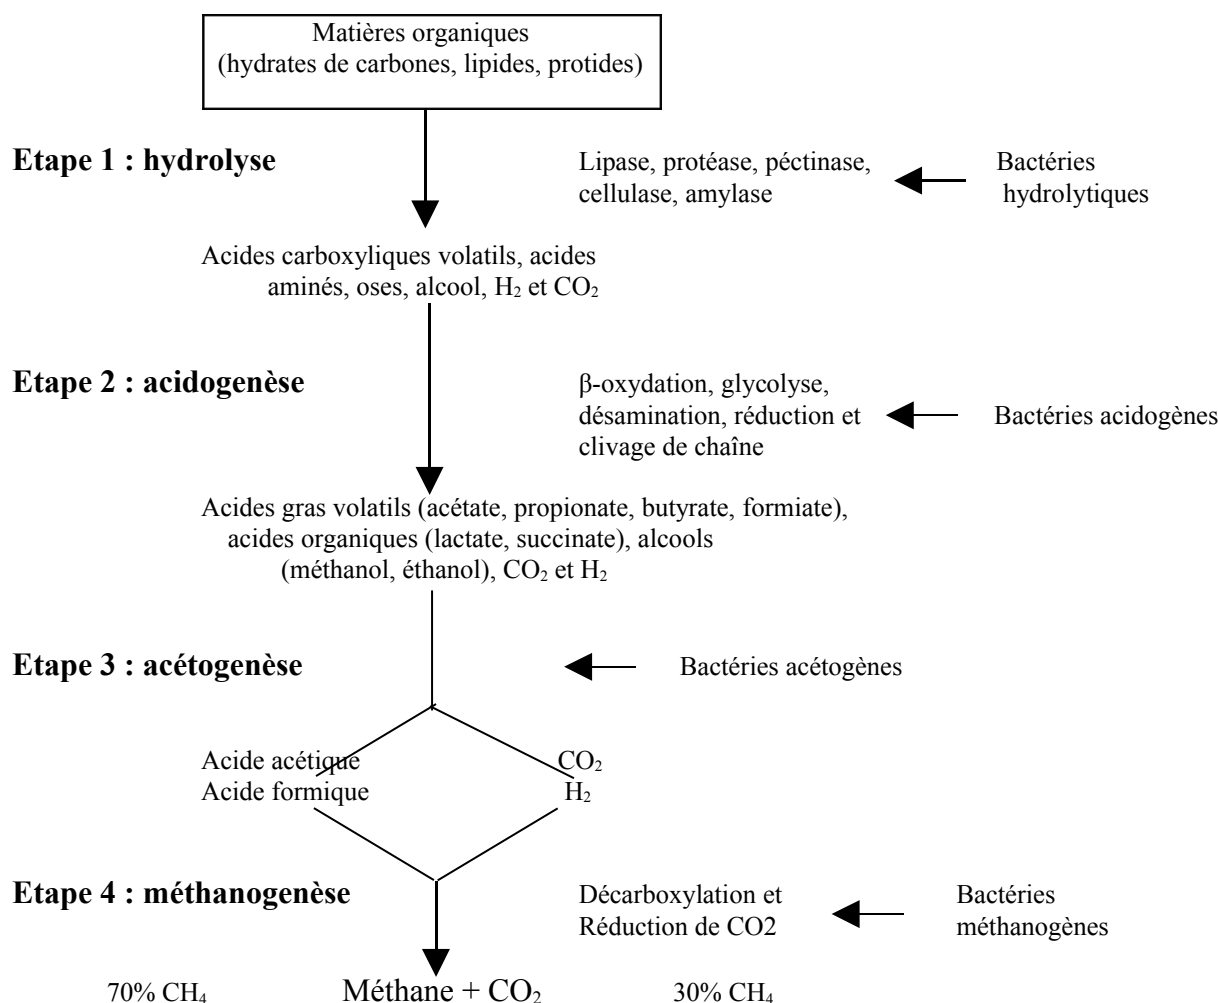 Matières organiques
(hydrates de carbones, lipides, protides)
Etape 1 : hydrolyse
Lipase, protéase, péctinase,
cellulase, amylase
Bactéries
hydrolytiques
Acides carboxyliques volatils, acides
aminés, oses, alcool, H₂ et CO₂
Etape 2 : acidogenèse
β-oxydation, glycolyse,
désamination, réduction et
clivage de chaîne
Bactéries acidogènes
Acides gras volatils (acétate, propionate, butyrate, formiate),
acides organiques (lactate, succinate), alcools
(méthanol, éthanol), CO₂ et H₂
Etape 3 : acétogenèse
Bactéries acétogènes
Acide acétique
Acide formique
CO₂
H₂
Etape 4 : méthanogenèse
Décarboxylation et
Réduction de CO2
Bactéries
méthanogènes
70% CH₄
Méthane + CO₂
30% CH₄